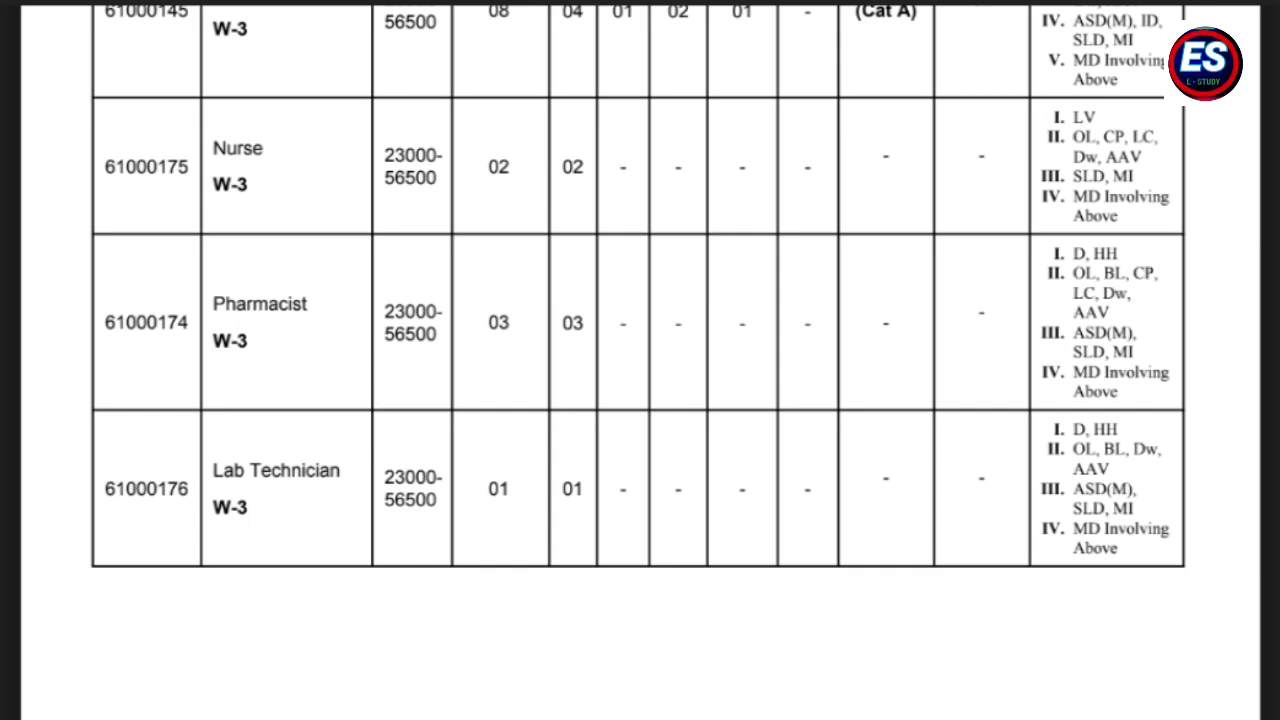 61000145
W-3
56500
08
04
01
02
01
-
(Cat A)
IV. ASD(M), ID,
SLD, MI
V. MD Involving
Above
ES
E - STUDY
61000175
Nurse
W-3
23000-
56500
02
02
-
-
-
-
-
-
I. LV
II. OL, CP, LC,
Dw, AAV
III. SLD, MI
IV. MD Involving
Above
61000174
Pharmacist
W-3
23000-
56500
03
03
-
-
-
-
-
-
I. D, HH
II. OL, BL, CP,
LC, Dw,
AAV
III. ASD(M),
SLD, MI
IV. MD Involving
Above
61000176
Lab Technician
W-3
23000-
56500
01
01
-
-
-
-
-
-
I. D, HH
II. OL, BL, Dw,
AAV
III. ASD(M),
SLD, MI
IV. MD Involving
Above